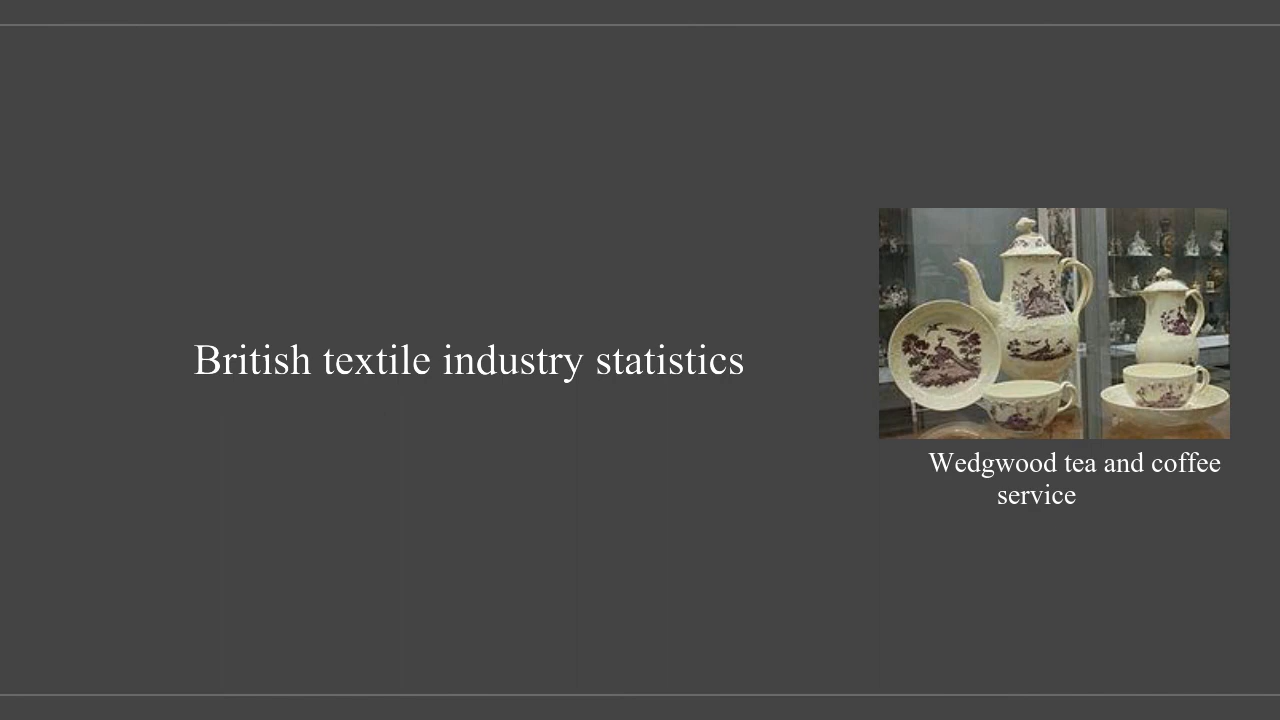 British textile industry statistics
Wedgwood tea and coffee
service